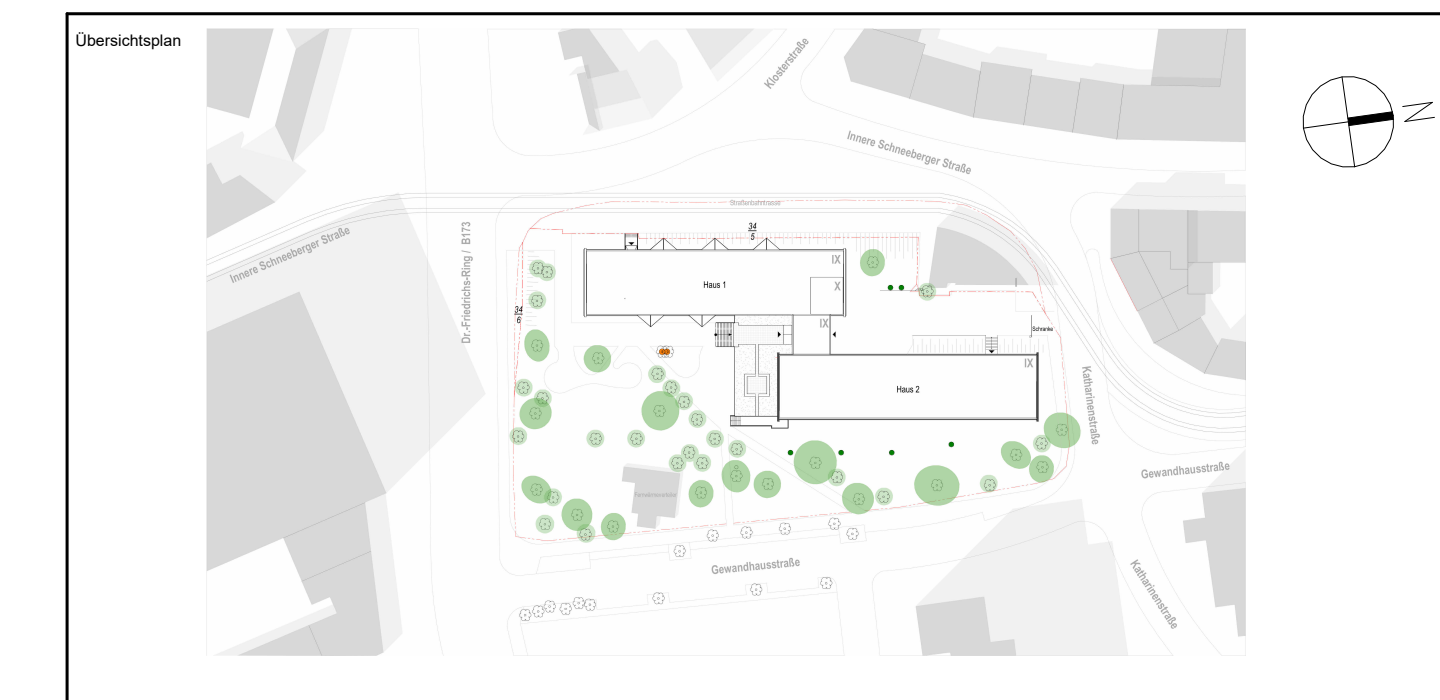 Übersichtsplan
Klosterstraße
Innere Schneeberger Straße
N
Straßenbahntrasse
Innere Schneeberger Straße
Dr.-Friedrichs-Ring / B173
34
5
IX
Haus 1
X
34
6
IX
Schranke
IX
Haus 2
Katharinenstraße
Gewandhausstraße
Gewandhausstraße
Katharinenstraße